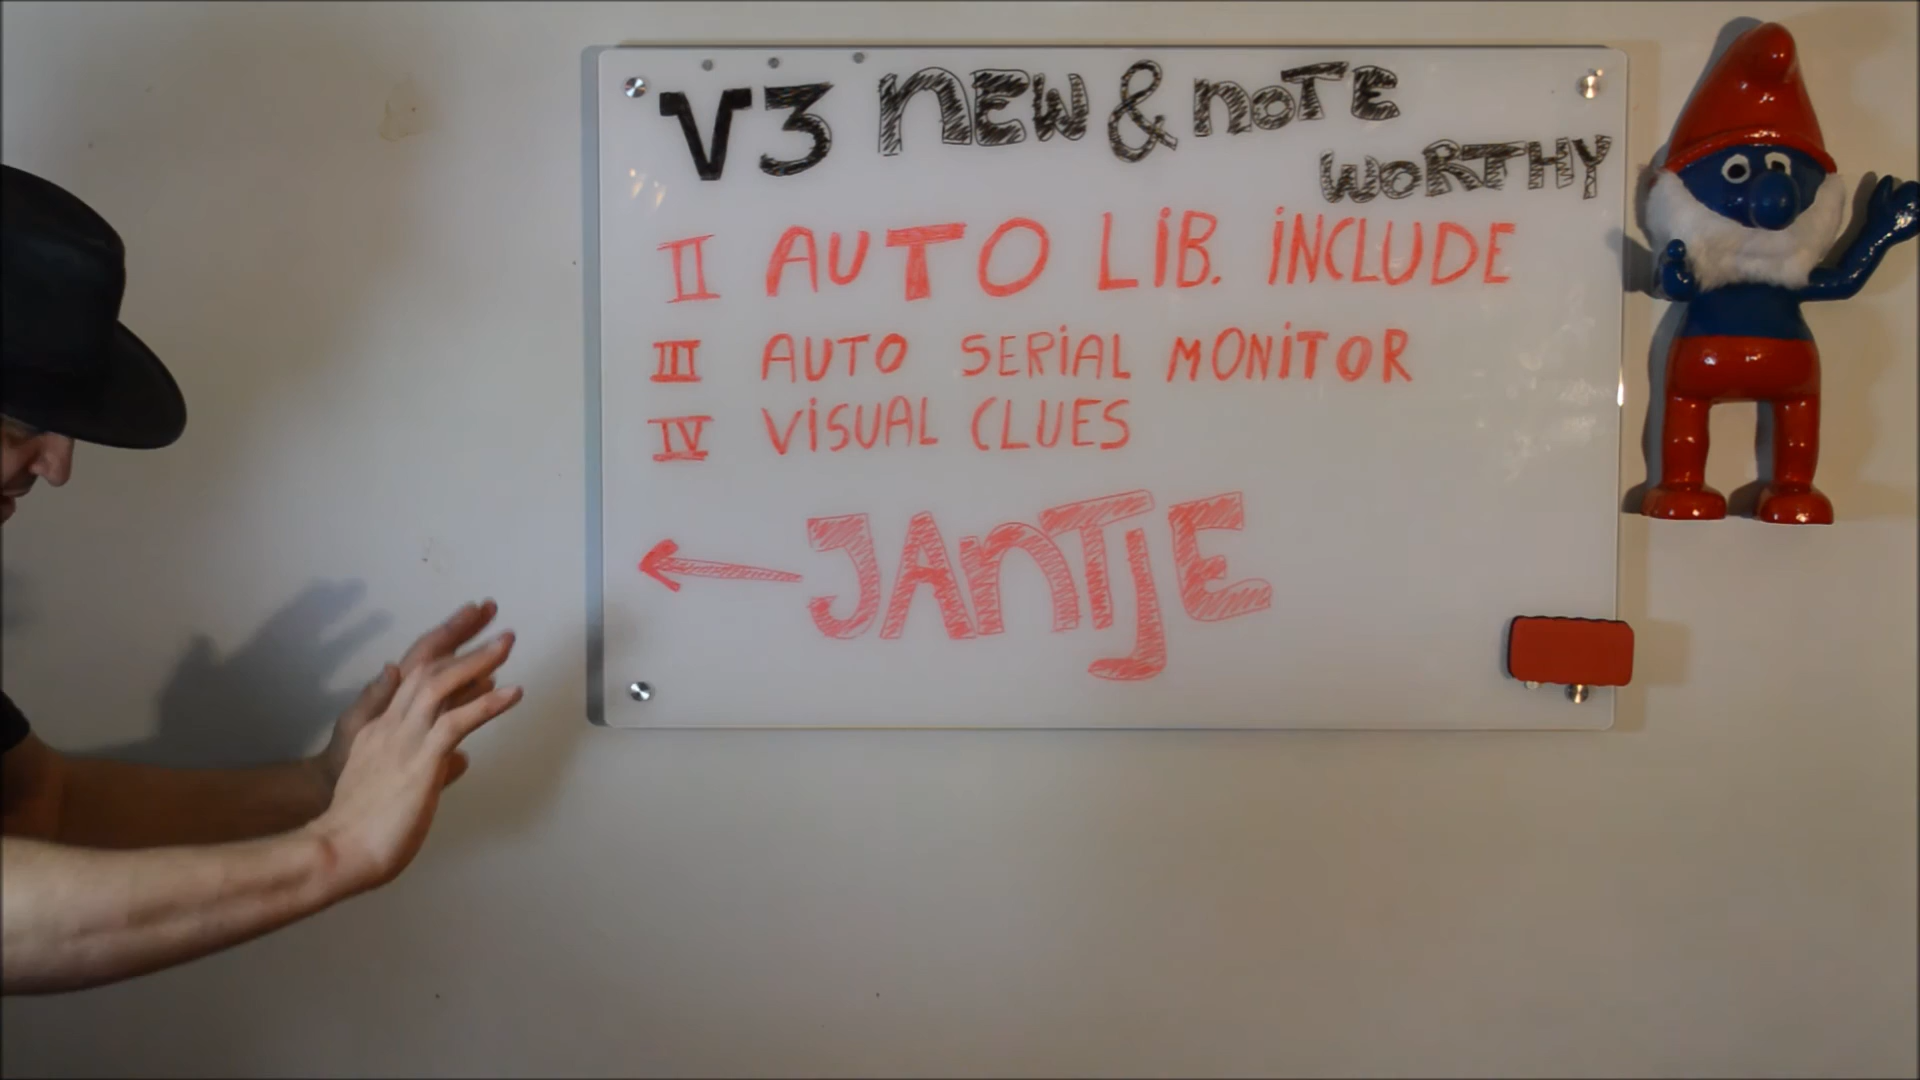 V3 NEW & NOTE
WORTHY
II AUTO LIB. INCLUDE
III AUTO SERIAL MONITOR
IV VISUAL CLUES
← JANTJE